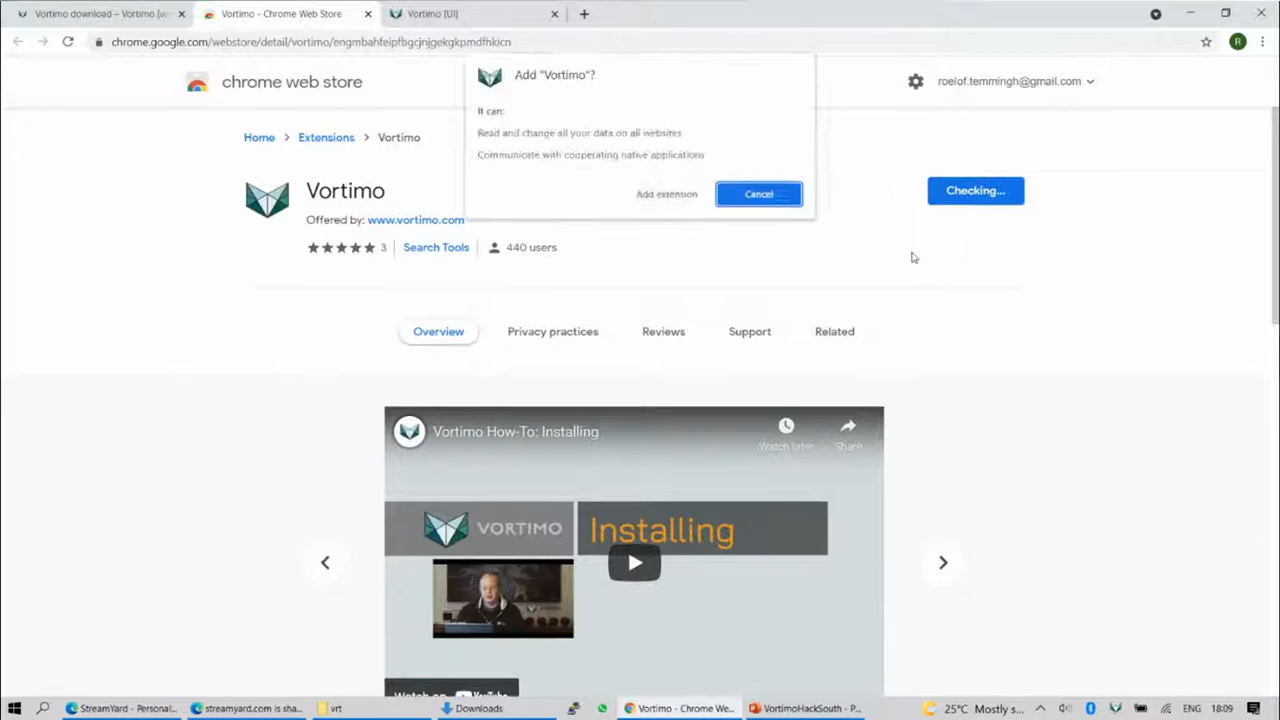 Vortimo download – Vortimo [w
Vortimo - Chrome Web Store
Vortimo [UI]
chrome.google.com/webstore/detail/vortimo/engmbahfeipfbgcjnjgekgkpmdfhkicn
R
chrome web store
roelof.temmingh@gmail.com
Add "Vortimo"?
It can:
Read and change all your data on all websites
Communicate with cooperating native applications
Add extension
Cancel
Home
Extensions
Vortimo
Vortimo
Checking...
Offered by: www.vortimo.com
3
Search Tools
440 users
Overview
Privacy practices
Reviews
Support
Related
Vortimo How-To: Installing
Watch later
Share
VORTIMO
Installing
Watch on
YouTube
StreamYard - Personal...
streamyard.com is sha...
vrt
Downloads
Vortimo - Chrome We...
VortimoHackSouth - P...
25°C Mostly s...
ENG
18:09